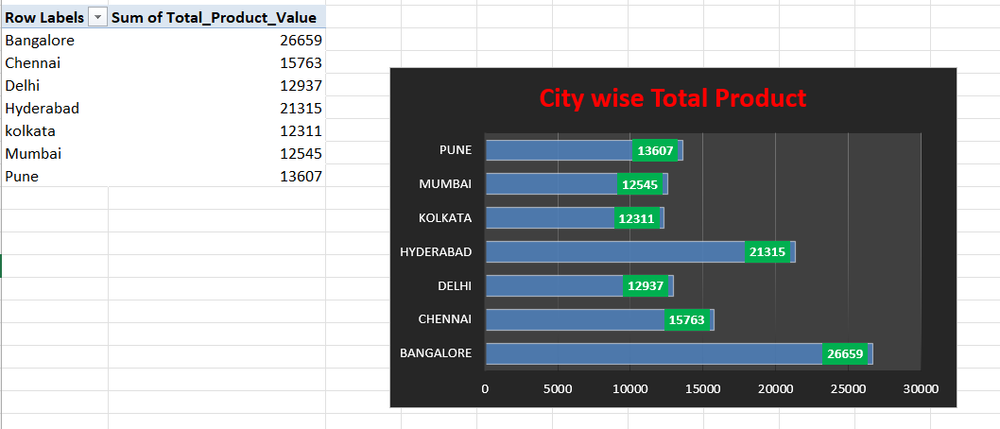 Row Labels Sum of Total_Product_Value
Bangalore 26659
Chennai 15763
Delhi 12937
Hyderabad 21315
kolkata 12311
Mumbai 12545
Pune 13607
City wise Total Product
PUNE 13607
MUMBAI 12545
KOLKATA 12311
HYDERABAD 21315
DELHI 12937
CHENNAI 15763
BANGALORE 26659
0 5000 10000 15000 20000 25000 30000